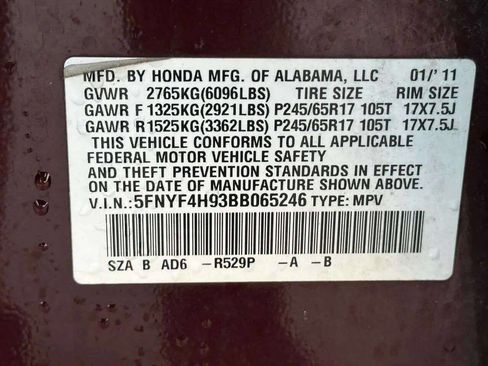 MFD. BY HONDA MFG. OF ALABAMA, LLC 01/'11
GVWR 2765KG(6096LBS) TIRE SIZE RIM SIZE
GAWR F 1325KG(2921LBS) P245/65R17 105T 17X7.5J
GAWR R 1525KG(3362LBS) P245/65R17 105T 17X7.5J
THIS VEHICLE CONFORMS TO ALL APPLICABLE
FEDERAL MOTOR VEHICLE SAFETY
AND THEFT PREVENTION STANDARDS IN EFFECT ON
THE DATE OF MANUFACTURE SHOWN ABOVE.
V.I.N.:5FNYF4H93BB065246 TYPE: MPV
SZA B AD6 -R529P -A -B